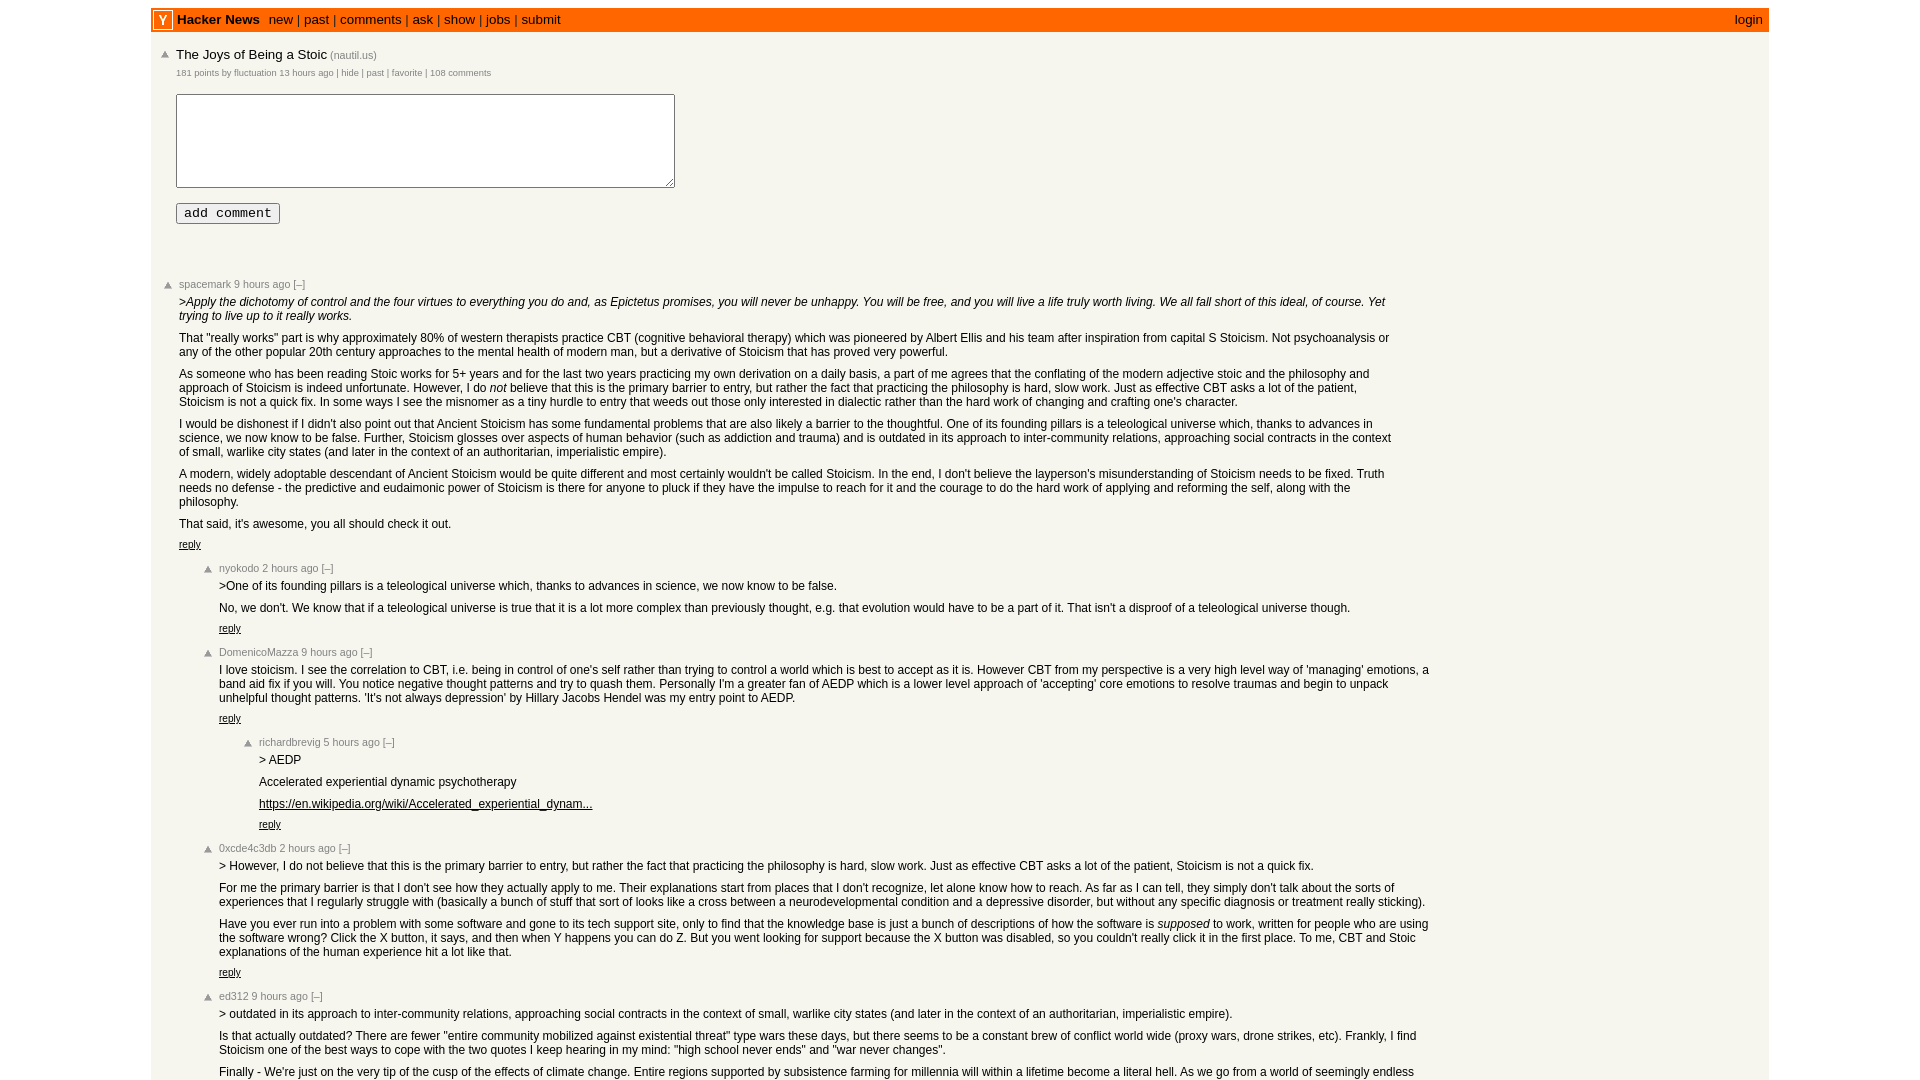 Y Hacker News new | past | comments | ask | show | jobs | submit login
The Joys of Being a Stoic (nautil.us)
181 points by fluctuation 13 hours ago | hide | past | favorite | 108 comments
add comment
spacemark 9 hours ago [–]
>Apply the dichotomy of control and the four virtues to everything you do and, as Epictetus promises, you will never be unhappy. You will be free, and you will live a life truly worth living. We all fall short of this ideal, of course. Yet
trying to live up to it really works.
That "really works" part is why approximately 80% of western therapists practice CBT (cognitive behavioral therapy) which was pioneered by Albert Ellis and his team after inspiration from capital S Stoicism. Not psychoanalysis or
any of the other popular 20th century approaches to the mental health of modern man, but a derivative of Stoicism that has proved very powerful.
As someone who has been reading Stoic works for 5+ years and for the last two years practicing my own derivation on a daily basis, a part of me agrees that the conflating of the modern adjective stoic and the philosophy and
approach of Stoicism is indeed unfortunate. However, I do not believe that this is the primary barrier to entry, but rather the fact that practicing the philosophy is hard, slow work. Just as effective CBT asks a lot of the patient,
Stoicism is not a quick fix. In some ways I see the misnomer as a tiny hurdle to entry that weeds out those only interested in dialectic rather than the hard work of changing and crafting one's character.
I would be dishonest if I didn't also point out that Ancient Stoicism has some fundamental problems that are also likely a barrier to the thoughtful. One of its founding pillars is a teleological universe which, thanks to advances in
science, we now know to be false. Further, Stoicism glosses over aspects of human behavior (such as addiction and trauma) and is outdated in its approach to inter-community relations, approaching social contracts in the context
of small, warlike city states (and later in the context of an authoritarian, imperialistic empire).
A modern, widely adoptable descendant of Ancient Stoicism would be quite different and most certainly wouldn't be called Stoicism. In the end, I don't believe the layperson's misunderstanding of Stoicism needs to be fixed. Truth
needs no defense - the predictive and eudaimonic power of Stoicism is there for anyone to pluck if they have the impulse to reach for it and the courage to do the hard work of applying and reforming the self, along with the
philosophy.
That said, it's awesome, you all should check it out.
reply
nyokodo 2 hours ago [–]
>One of its founding pillars is a teleological universe which, thanks to advances in science, we now know to be false.
No, we don't. We know that if a teleological universe is true that it is a lot more complex than previously thought, e.g. that evolution would have to be a part of it. That isn't a disproof of a teleological universe though.
reply
DomenicoMazza 9 hours ago [–]
I love stoicism. I see the correlation to CBT, i.e. being in control of one's self rather than trying to control a world which is best to accept as it is. However CBT from my perspective is a very high level way of 'managing' emotions, a
band aid fix if you will. You notice negative thought patterns and try to quash them. Personally I'm a greater fan of AEDP which is a lower level approach of 'accepting' core emotions to resolve traumas and begin to unpack
unhelpful thought patterns. 'It's not always depression' by Hillary Jacobs Hendel was my entry point to AEDP.
reply
richardbrevig 5 hours ago [–]
> AEDP
Accelerated experiential dynamic psychotherapy
https://en.wikipedia.org/wiki/Accelerated_experiential_dynam...
reply
0xcde4c3db 2 hours ago [–]
> However, I do not believe that this is the primary barrier to entry, but rather the fact that practicing the philosophy is hard, slow work. Just as effective CBT asks a lot of the patient, Stoicism is not a quick fix.
For me the primary barrier is that I don't see how they actually apply to me. Their explanations start from places that I don't recognize, let alone know how to reach. As far as I can tell, they simply don't talk about the sorts of
experiences that I regularly struggle with (basically a bunch of stuff that sort of looks like a cross between a neurodevelopmental condition and a depressive disorder, but without any specific diagnosis or treatment really sticking).
Have you ever run into a problem with some software and gone to its tech support site, only to find that the knowledge base is just a bunch of descriptions of how the software is supposed to work, written for people who are using
the software wrong? Click the X button, it says, and then when Y happens you can do Z. But you went looking for support because the X button was disabled, so you couldn't really click it in the first place. To me, CBT and Stoic
explanations of the human experience hit a lot like that.
reply
ed312 9 hours ago [–]
> outdated in its approach to inter-community relations, approaching social contracts in the context of small, warlike city states (and later in the context of an authoritarian, imperialistic empire).
Is that actually outdated? There are fewer "entire community mobilized against existential threat" type wars these days, but there seems to be a constant brew of conflict world wide (proxy wars, drone strikes, etc). Frankly, I find
Stoicism one of the best ways to cope with the two quotes I keep hearing in my mind: "high school never ends" and "war never changes".
Finally - We're just on the very tip of the cusp of the effects of climate change. Entire regions supported by subsistence farming for millennia will within a lifetime become a literal hell. As we go from a world of seemingly endless